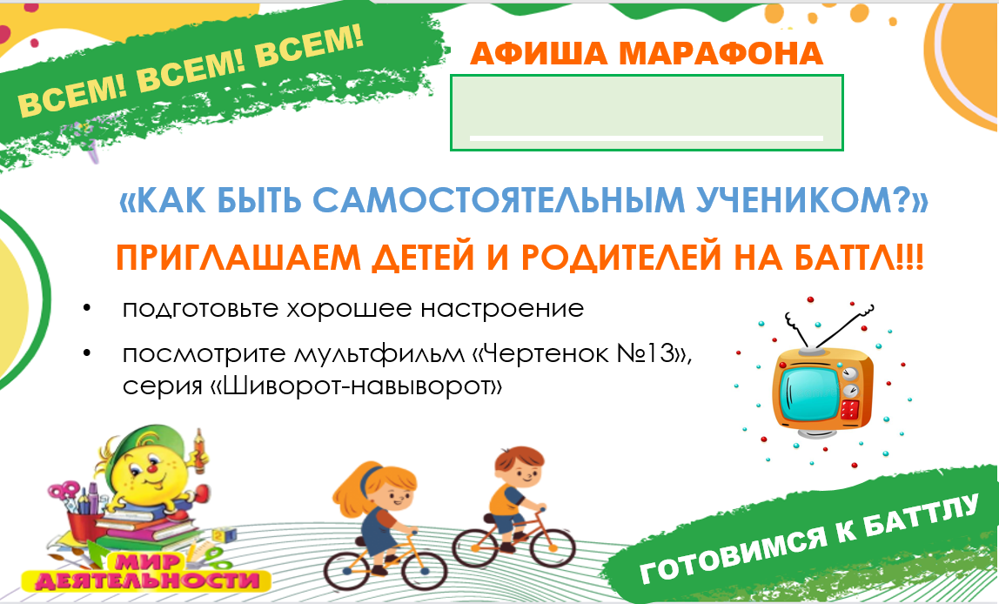 ВСЕМ! ВСЕМ! ВСЕМ!
АФИША МАРАФОНА
«КАК БЫТЬ САМОСТОЯТЕЛЬНЫМ УЧЕНИКОМ?»
ПРИГЛАШАЕМ ДЕТЕЙ И РОДИТЕЛЕЙ НА БАТТЛ!!!
• подготовьте хорошее настроение
• посмотрите мультфильм «Чертенок №13»,
серия «Шиворот-навыворот»
МИР
ДЕЯТЕЛЬНОСТИ
ГОТОВИМСЯ К БАТТЛУ